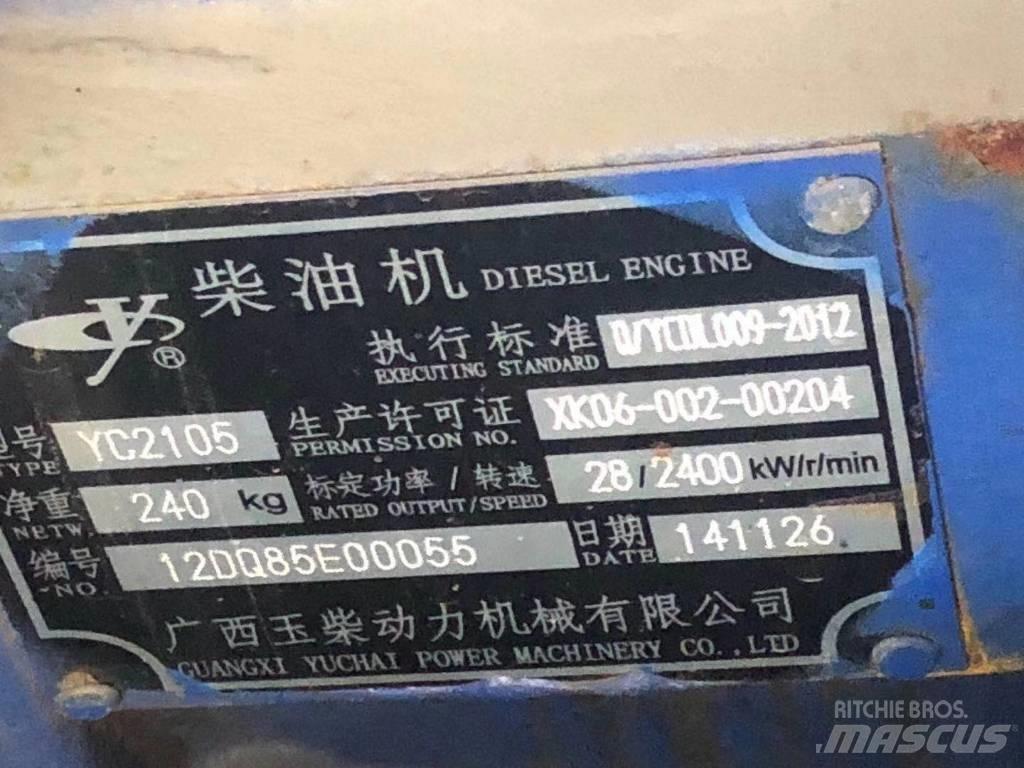 柴油机 DIESEL ENGINE
执行标准 Q/YCDL009-2012
EXECUTING STANDARD
型号 YC2105 生产许可证 XK06-002-00204
TYPE PERMISSION NO.
净重 240 kg 标定功率/转速 28/2400 kW/r/min
NETW. RATED OUTPUT/SPEED
编号 12DQ85E00055 日期 141126
NO. DATE
广西玉柴动力机械有限公司
GUANGXI YUCHAI POWER MACHINERY CO.,LTD
RITCHIE BROS.
MASCUS